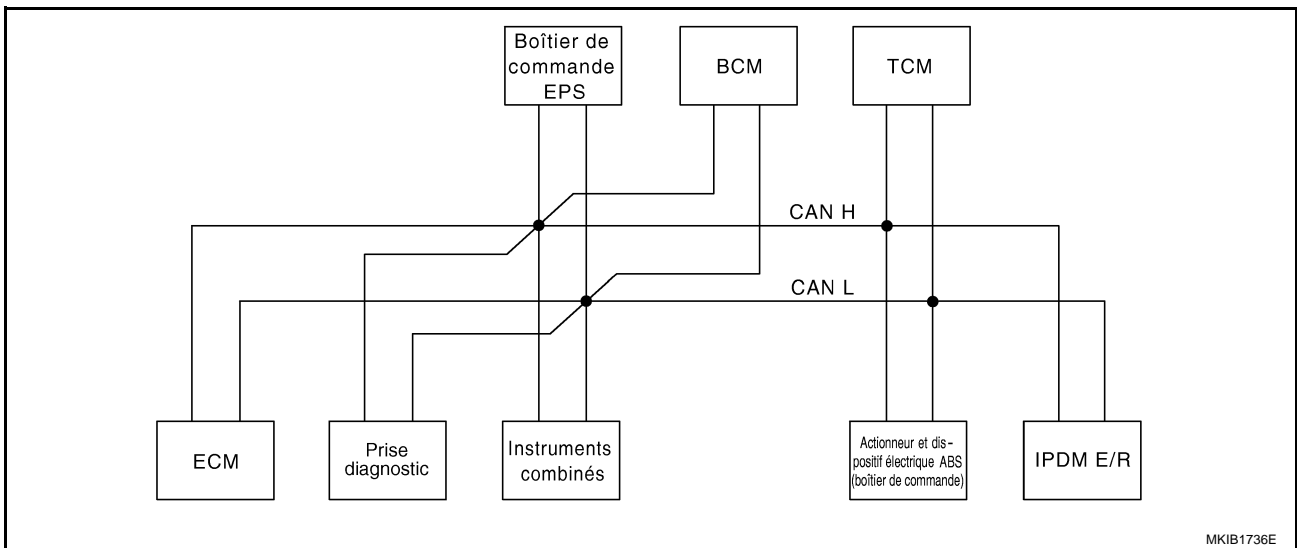 Boîtier de
commande
EPS
BCM
TCM
CAN H
CAN L
ECM
Prise
diagnostic
Instruments
combinés
Actionneur et dis-
positif électrique ABS
(boîtier de commande)
IPDM E/R
MKIB1736E